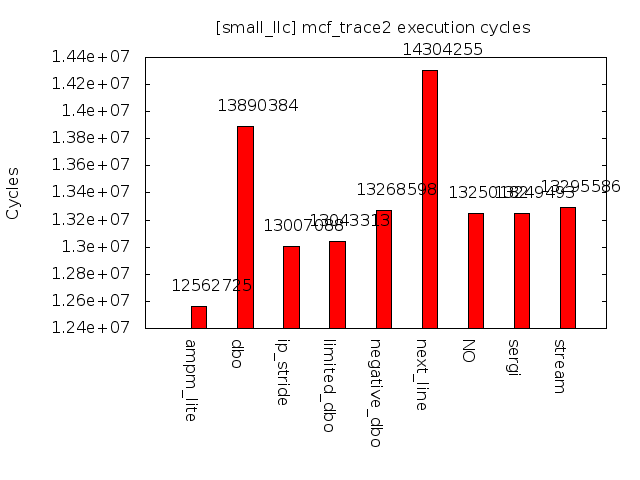 [small_llc] mcf_trace2 execution cycles
Cycles
1.44e+07
1.42e+07
1.4e+07
1.38e+07
1.36e+07
1.34e+07
1.32e+07
1.3e+07
1.28e+07
1.26e+07
1.24e+07
12562725
13890384
13007088
13043313
13268598
14304255
13249493
13295586
ampm_lite
dbo
ip_stride
limited_dbo
negative_dbo
next_line
NO
sergi
stream